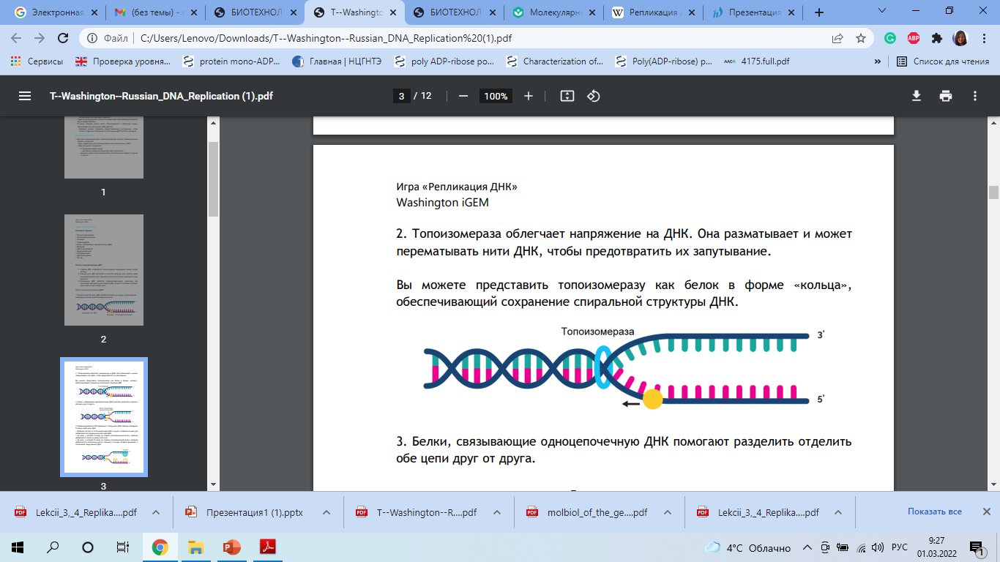 Электронная
(без темы) -
БИОТЕХНОЛ
T--Washingto
БИОТЕХНОЛ
Молекулярн
Репликация
Презентация
Файл
C:/Users/Lenovo/Downloads/T--Washington--Russian_DNA_Replication%20(1).pdf
Сервисы
Проверка уровня...
protein mono-ADP...
Главная | НЦГНТЭ
poly ADP-ribose po...
Characterization of...
Poly(ADP-ribose) p...
4175.full.pdf
»
Список для чтения
T--Washington--Russian_DNA_Replication (1).pdf
3 / 12
100%
1
2
3
Игра «Репликация ДНК»
Washington iGEM
2. Топоизомераза облегчает напряжение на ДНК. Она разматывает и может
перематывать нити ДНК, чтобы предотвратить их запутывание.
Вы можете представить топоизомеразу как белок в форме «кольца»,
обеспечивающий сохранение спиральной структуры ДНК.
Топоизомераза
3'
5'
3. Белки, связывающие одноцепочечную ДНК помогают разделить отделить
обе цепи друг от друга.
Lekcii_3,_4_Replika....pdf
Презентация1 (1).pptx
T--Washington--R....pdf
molbiol_of_the_ge....pdf
Lekcii_3,_4_Replika....pdf
Показать все
4°C Облачно
РУС
9:27
01.03.2022
1